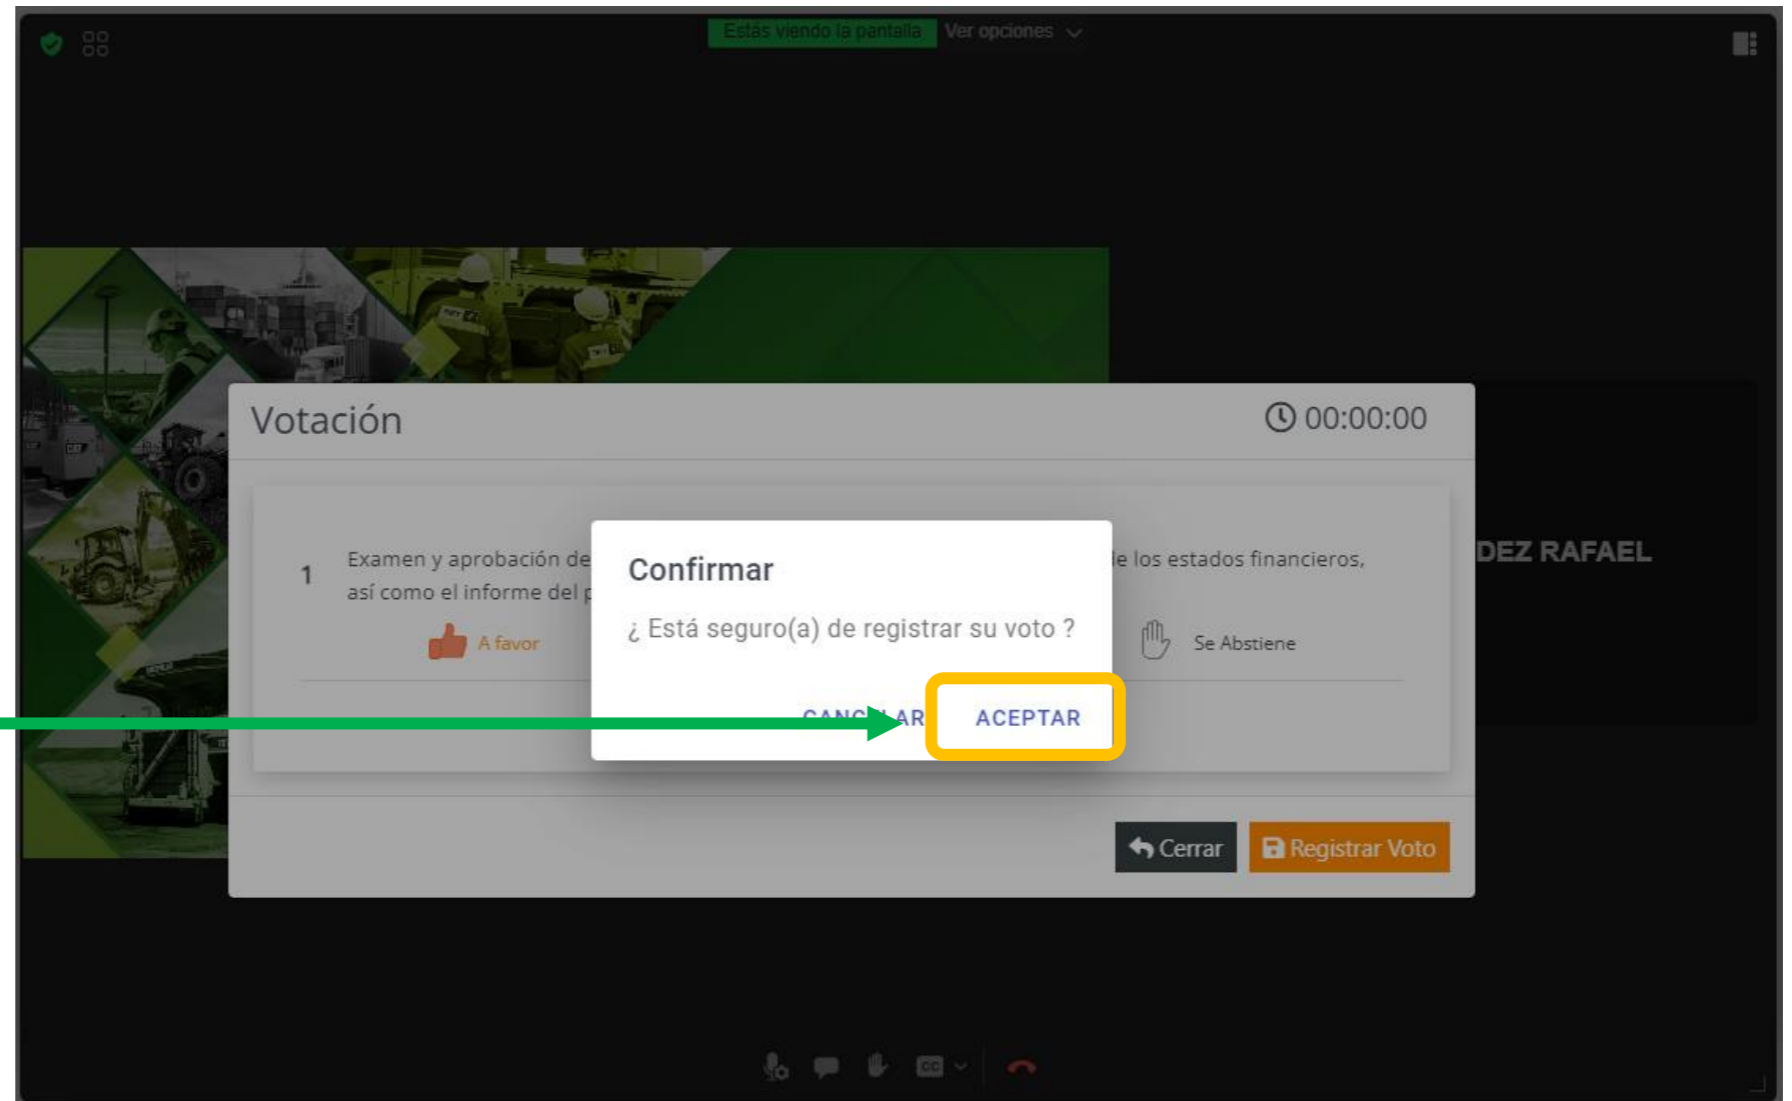 Estás viendo la pantalla Ver opciones
Votación 00:00:00
1 Examen y aprobación de
le los estados financieros,
así como el informe del p
A favor
Se Abstiene
Confirmar
¿ Está seguro(a) de registrar su voto ?
ACEPTAR
DEZ RAFAEL
Cerrar Registrar Voto
CC
CAT